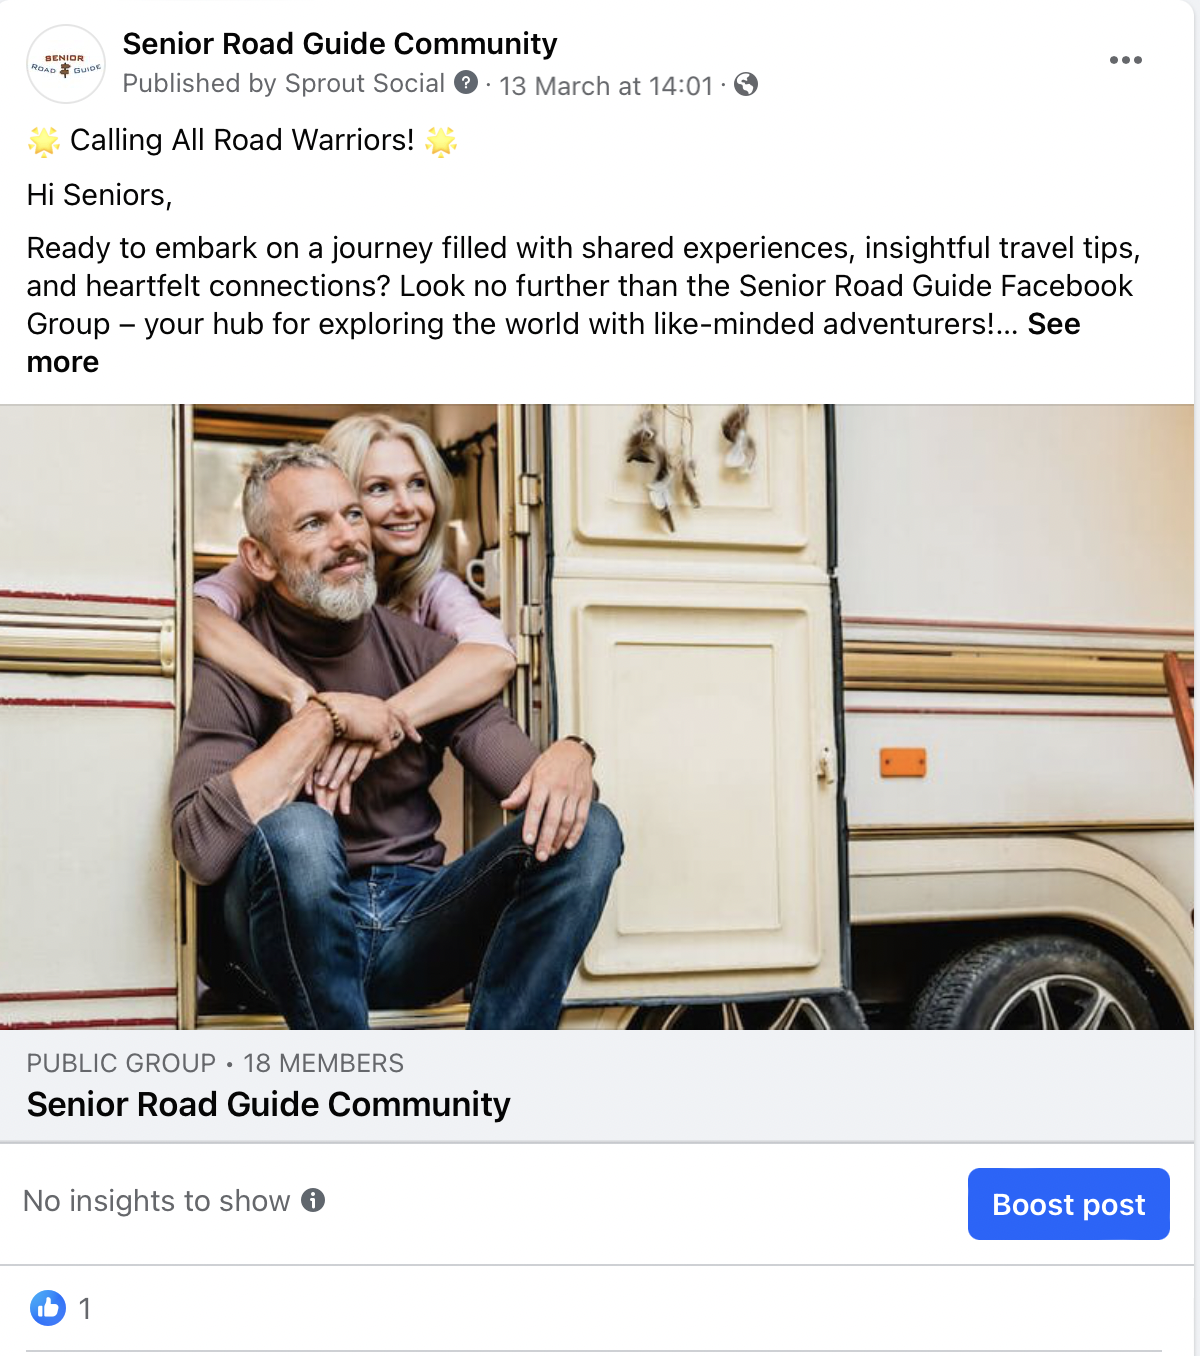 SENIOR
ROAD GUIDE
Senior Road Guide Community
Published by Sprout Social ? · 13 March at 14:01 ·
🌟 Calling All Road Warriors! 🌟
Hi Seniors,
Ready to embark on a journey filled with shared experiences, insightful travel tips,
and heartfelt connections? Look no further than the Senior Road Guide Facebook
Group – your hub for exploring the world with like-minded adventurers!... See
more
PUBLIC GROUP • 18 MEMBERS
Senior Road Guide Community
No insights to show i
Boost post
1